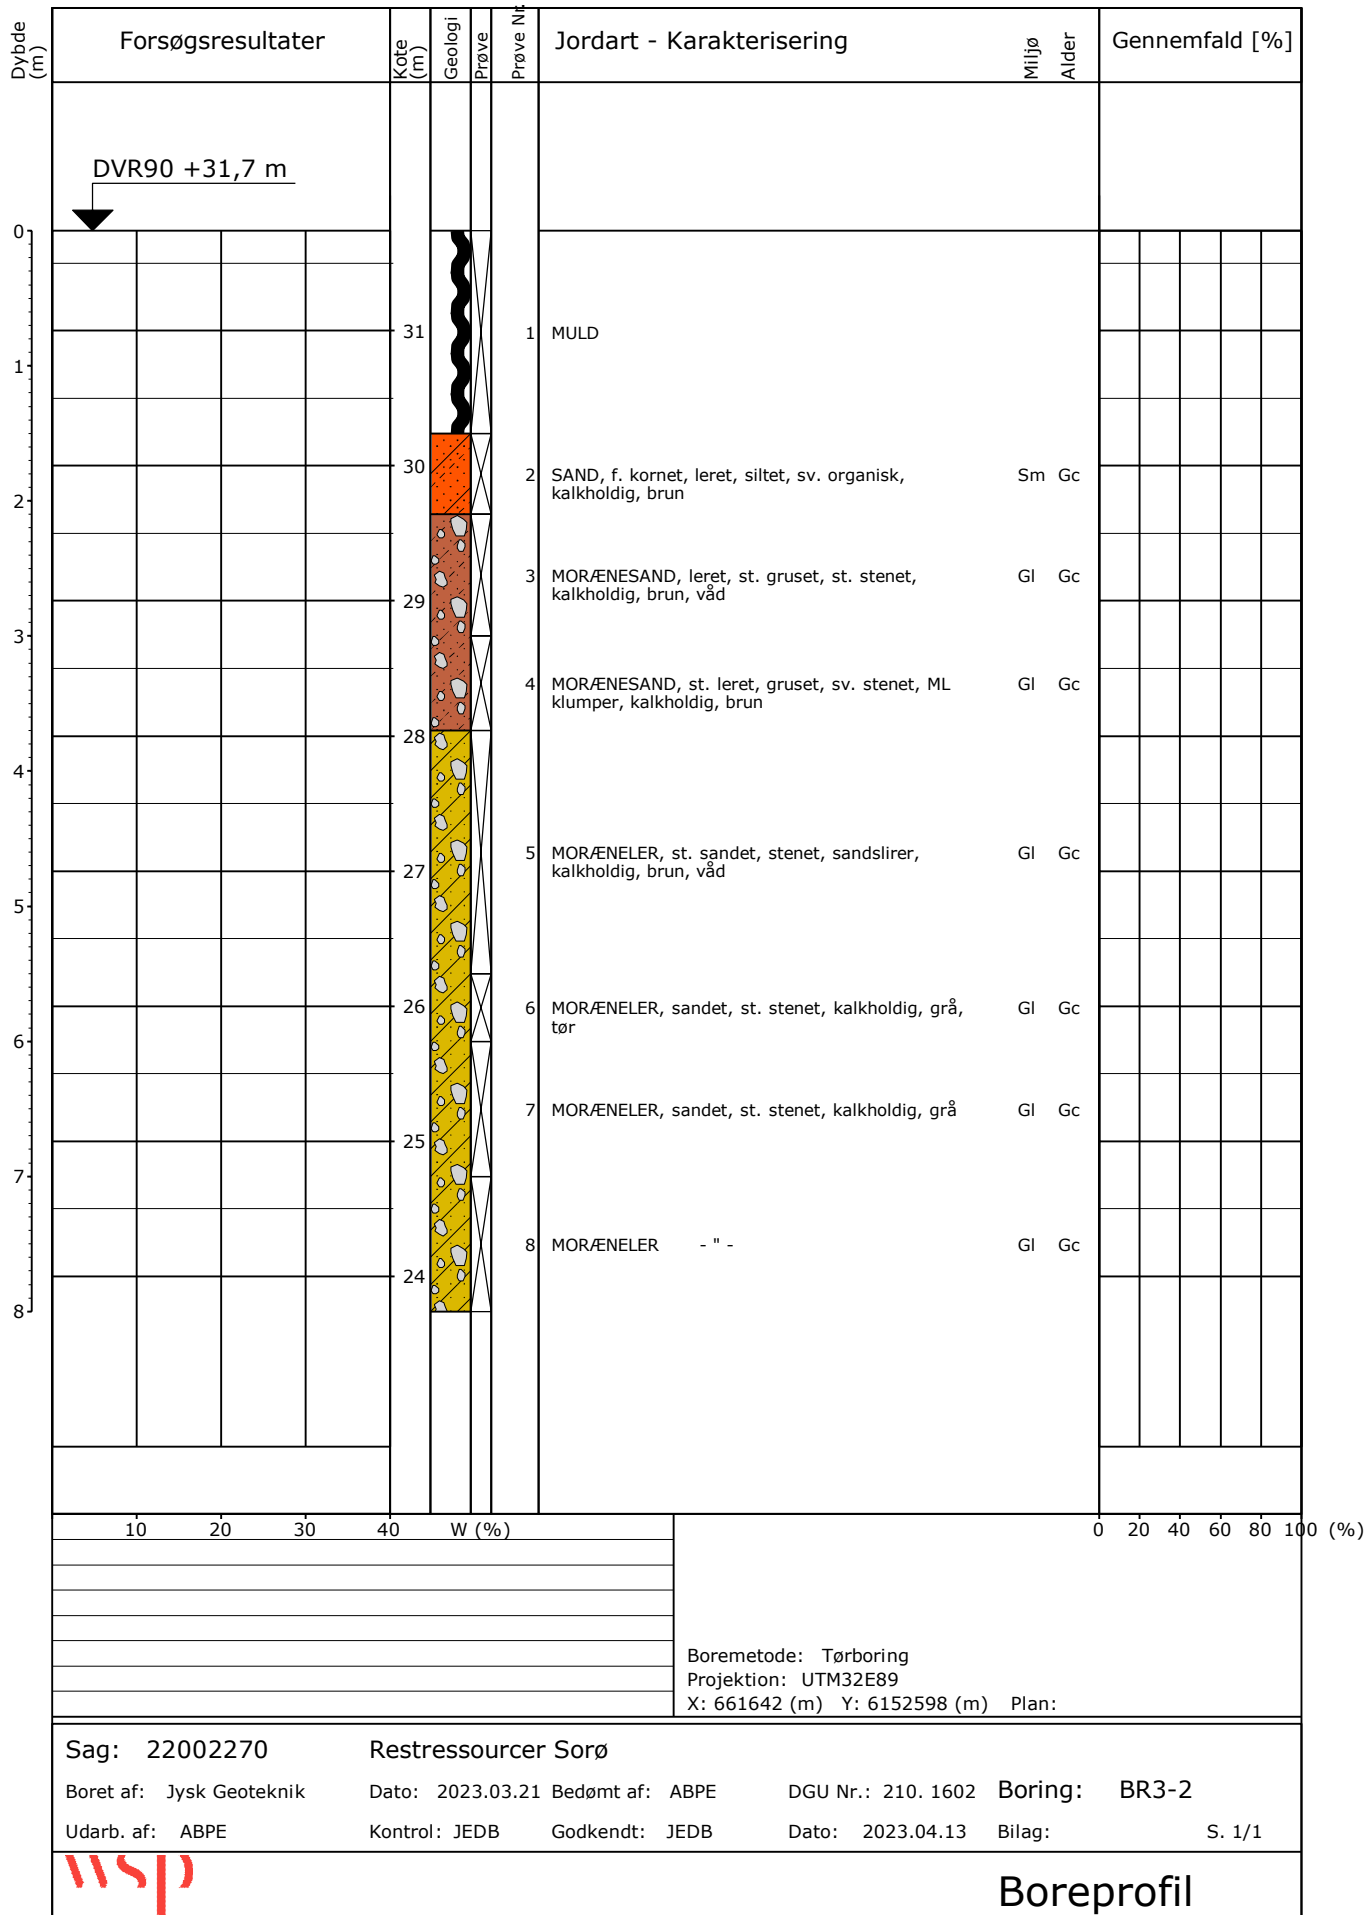 Dybde (m)
Forsøgsresultater
Kote (m)
Geologi
Prøve
Prøve Nr.
Jordart - Karakterisering
Miljø
Alder
Gennemfald [%]
DVR90 +31,7 m
0
31 1 MULD
1
30 2 SAND, f. kornet, leret, siltet, sv. organisk, Sm Gc
kalkholdig, brun
2
3 MORÆNESAND, leret, st. gruset, st. stenet, Gl Gc
kalkholdig, brun, våd
29
3
4 MORÆNESAND, st. leret, gruset, sv. stenet, ML Gl Gc
klumper, kalkholdig, brun
28
4
5 MORÆNELER, st. sandet, stenet, sandslirer, Gl Gc
kalkholdig, brun, våd
27
5
26 6 MORÆNELER, sandet, st. stenet, kalkholdig, grå, Gl Gc
tør
6
7 MORÆNELER, sandet, st. stenet, kalkholdig, grå Gl Gc
25
7
8 MORÆNELER - " - Gl Gc
24
8
10 20 30 40 W (%) 0 20 40 60 80 100 (%)
Boremetode: Tørboring
Projektion: UTM32E89
X: 661642 (m) Y: 6152598 (m) Plan:
Sag: 22002270 Restressourcer Sorø
Boret af: Jysk Geoteknik Dato: 2023.03.21 Bedømt af: ABPE DGU Nr.: 210. 1602 Boring: BR3-2
Udarb. af: ABPE Kontrol: JEDB Godkendt: JEDB Dato: 2023.04.13 Bilag: S. 1/1
wsp
Boreprofil